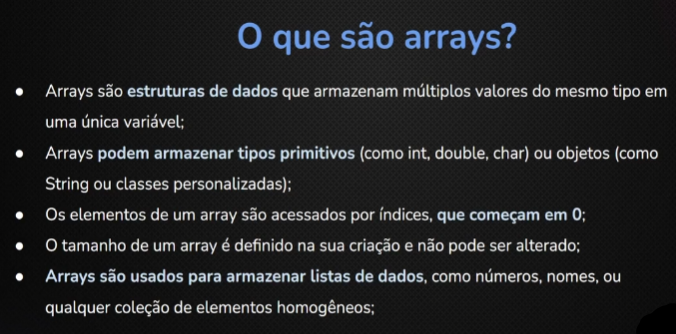 O que são arrays?
● Arrays são estruturas de dados que armazenam múltiplos valores do mesmo tipo em
uma única variável;
● Arrays podem armazenar tipos primitivos (como int, double, char) ou objetos (como
String ou classes personalizadas);
● Os elementos de um array são acessados por índices, que começam em 0;
● O tamanho de um array é definido na sua criação e não pode ser alterado;
● Arrays são usados para armazenar listas de dados, como números, nomes, ou
qualquer coleção de elementos homogêneos;